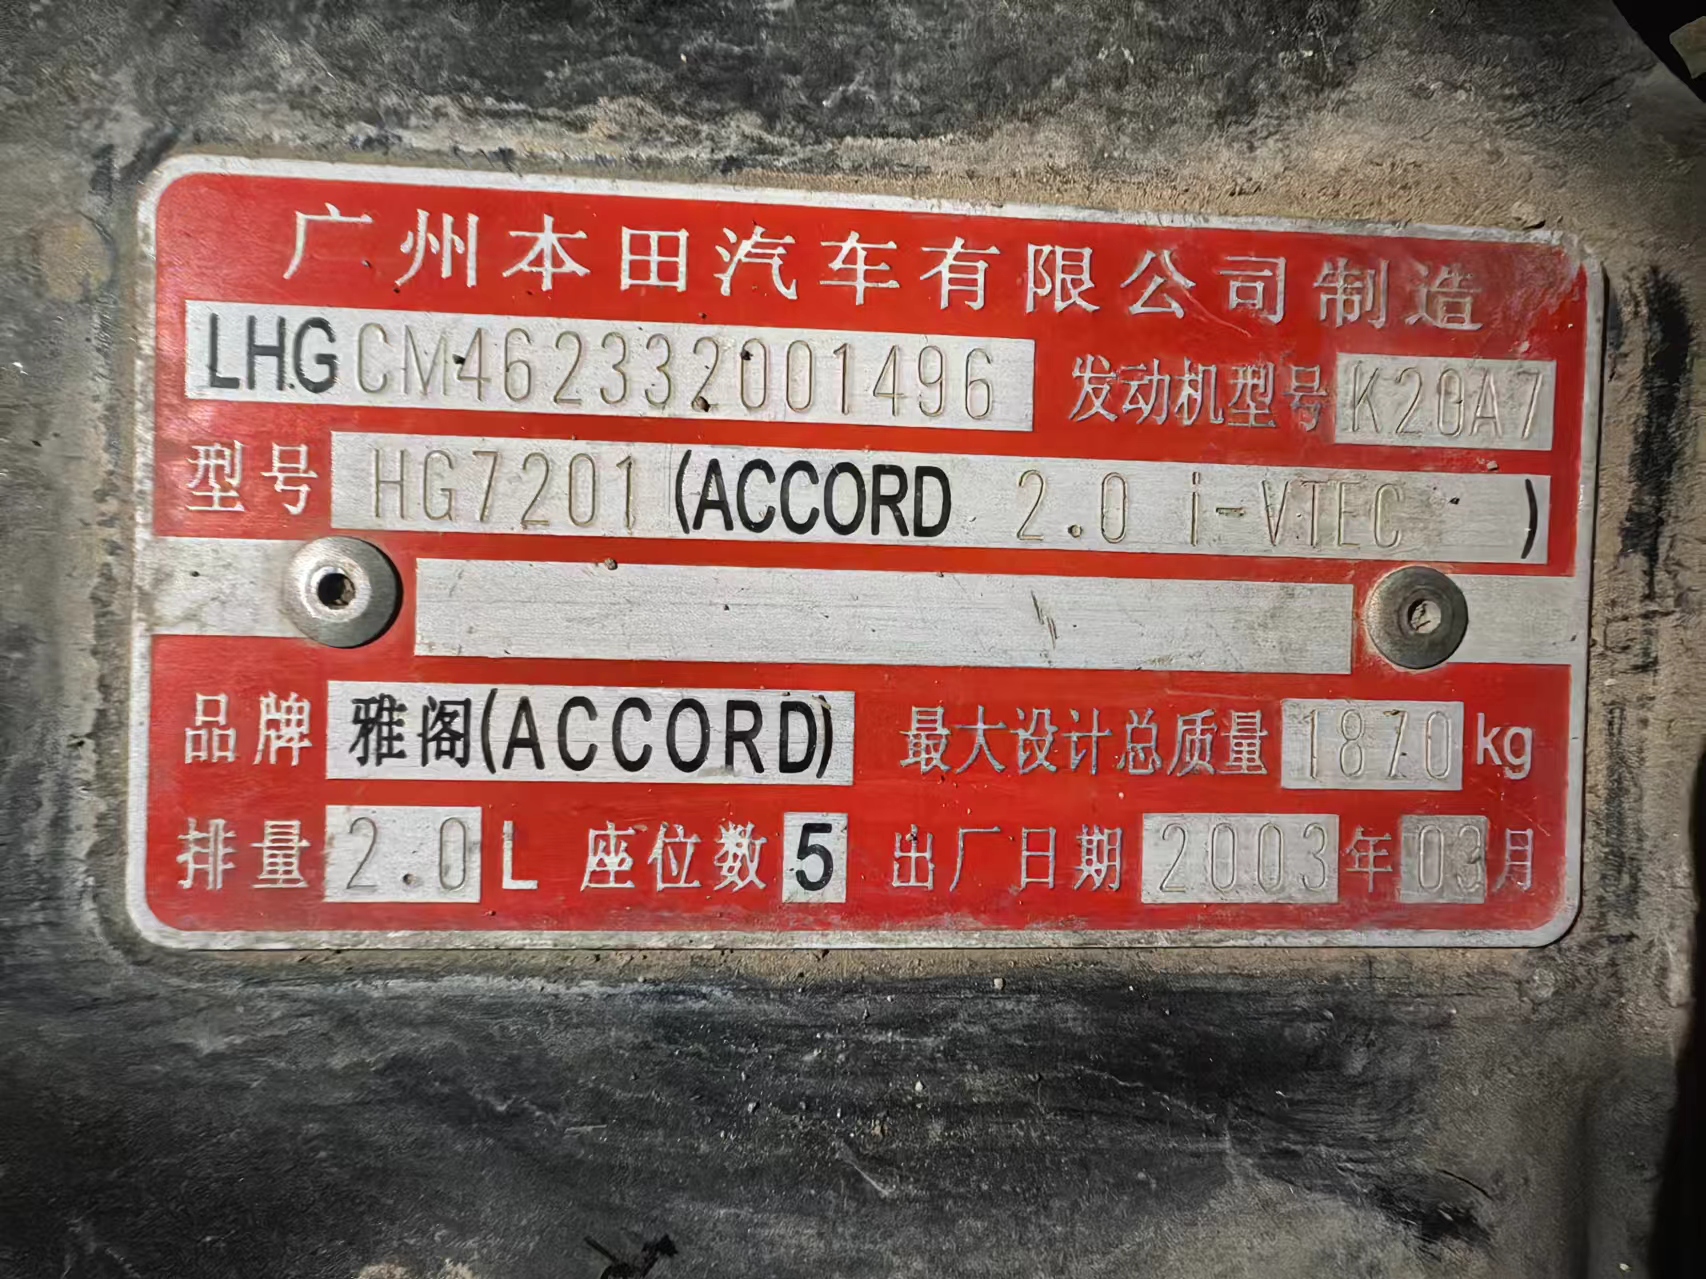 广州本田汽车有限公司制造
LHGCM462332001496 发动机型号 K20A7
型号 HG7201 (ACCORD 2.0 i-VTEC )
品牌 雅阁(ACCORD) 最大设计总质量 1870 kg
排量 2.0 L 座位数 5 出厂日期 2003 年 03 月